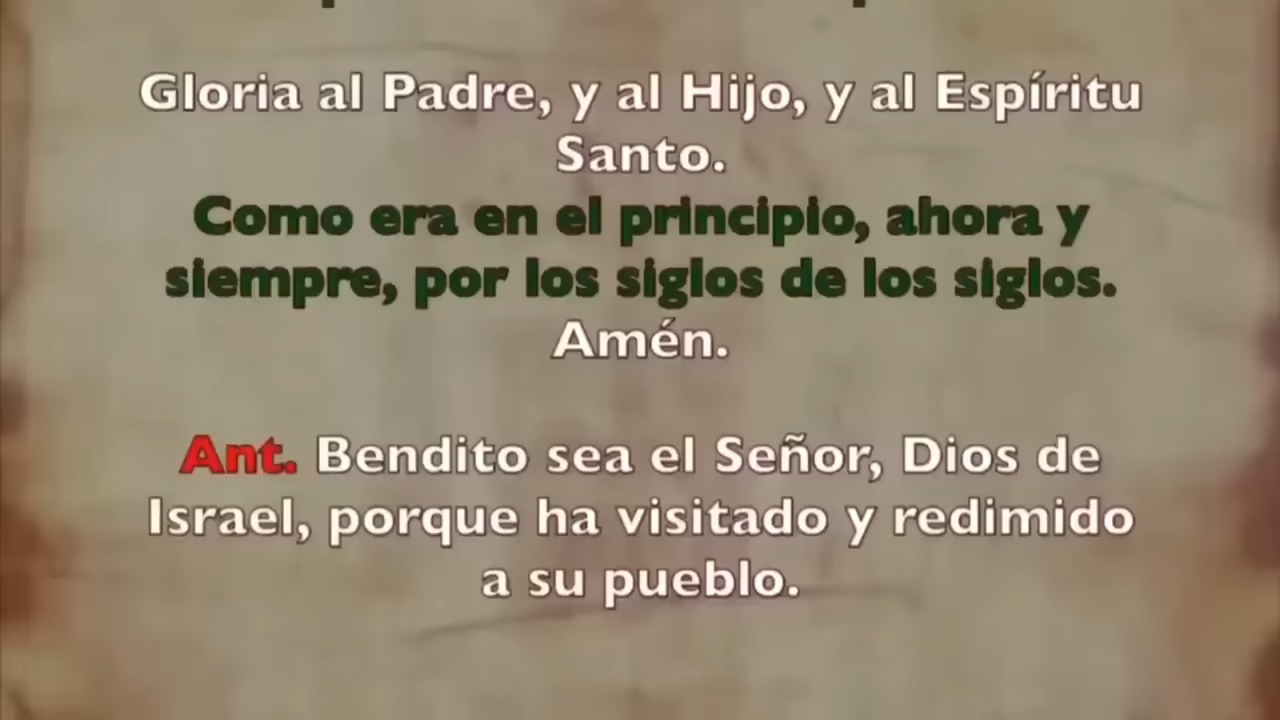 Gloria al Padre, y al Hijo, y al Espíritu
Santo.
Como era en el principio, ahora y
siempre, por los siglos de los siglos.
Amén.
Ant. Bendito sea el Señor, Dios de
Israel, porque ha visitado y redimido
a su pueblo.